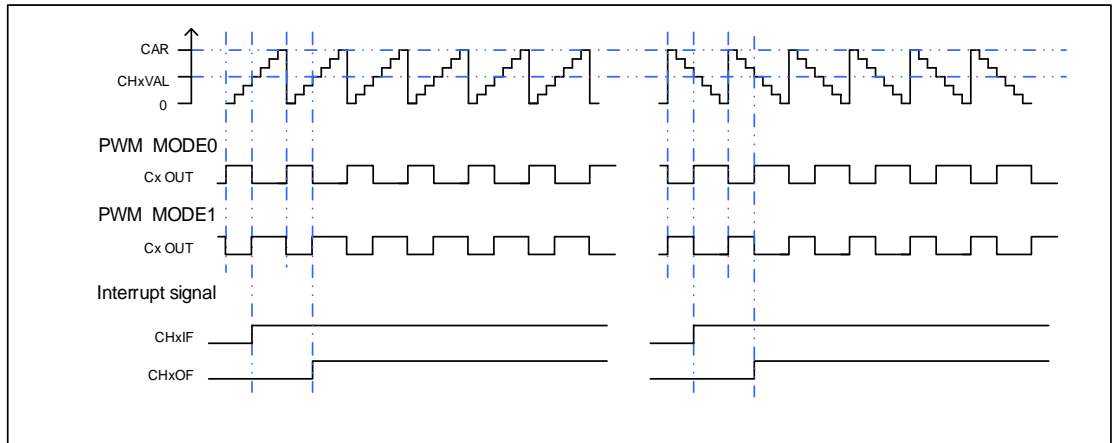 CAR
CHxVAL
0
PWM MODE0
Cx OUT
PWM MODE1
Cx OUT
Interrupt signal
CHxIF
CHxOF